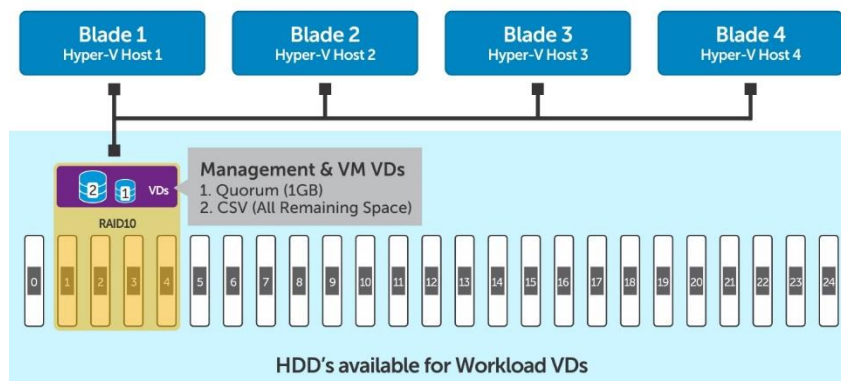 Blade 1
Hyper-V Host 1
Blade 2
Hyper-V Host 2
Blade 3
Hyper-V Host 3
Blade 4
Hyper-V Host 4
2 1 VDs
Management & VM VDs
1. Quorum (1GB)
2. CSV (All Remaining Space)
RAID10
0 1 2 3 4 5 6 7 8 9 10 11 12 13 14 15 16 17 18 19 20 21 22 23 24
HDD's available for Workload VDs